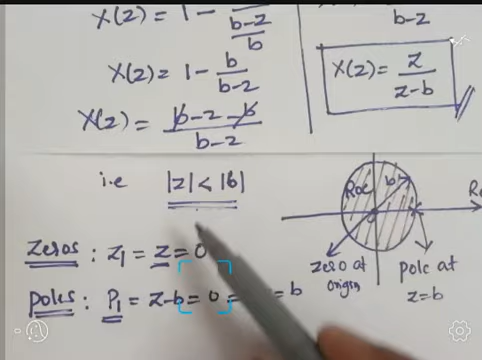 X(z) = 1 - b-z/b
b-z
X(z) = 1 - b/b-z
X(z) = z/z-b
X(z) = b-z-b/b-z
i.e |z| < |b|
ROC b
Re
zero at origin
pole at z=b
Zeros : z1 = z = 0
Poles : P1 = z-b = 0 = = b